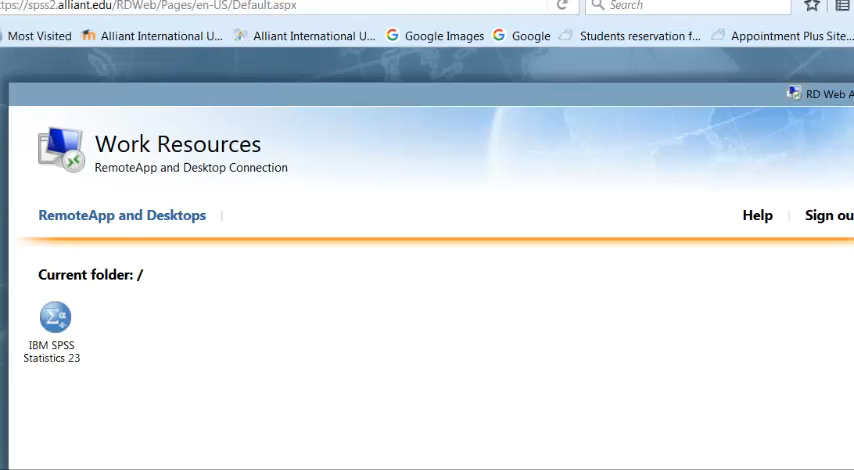 ttps://spss2.alliant.edu/RDWeb/Pages/en-US/Default.aspx
Search
Most Visited
Alliant International U...
Alliant International U...
Google Images
Google
Students reservation f...
Appointment Plus Site...
RD Web A
Work Resources
RemoteApp and Desktop Connection
RemoteApp and Desktops
Help
Sign ou
Current folder: /
IBM SPSS
Statistics 23